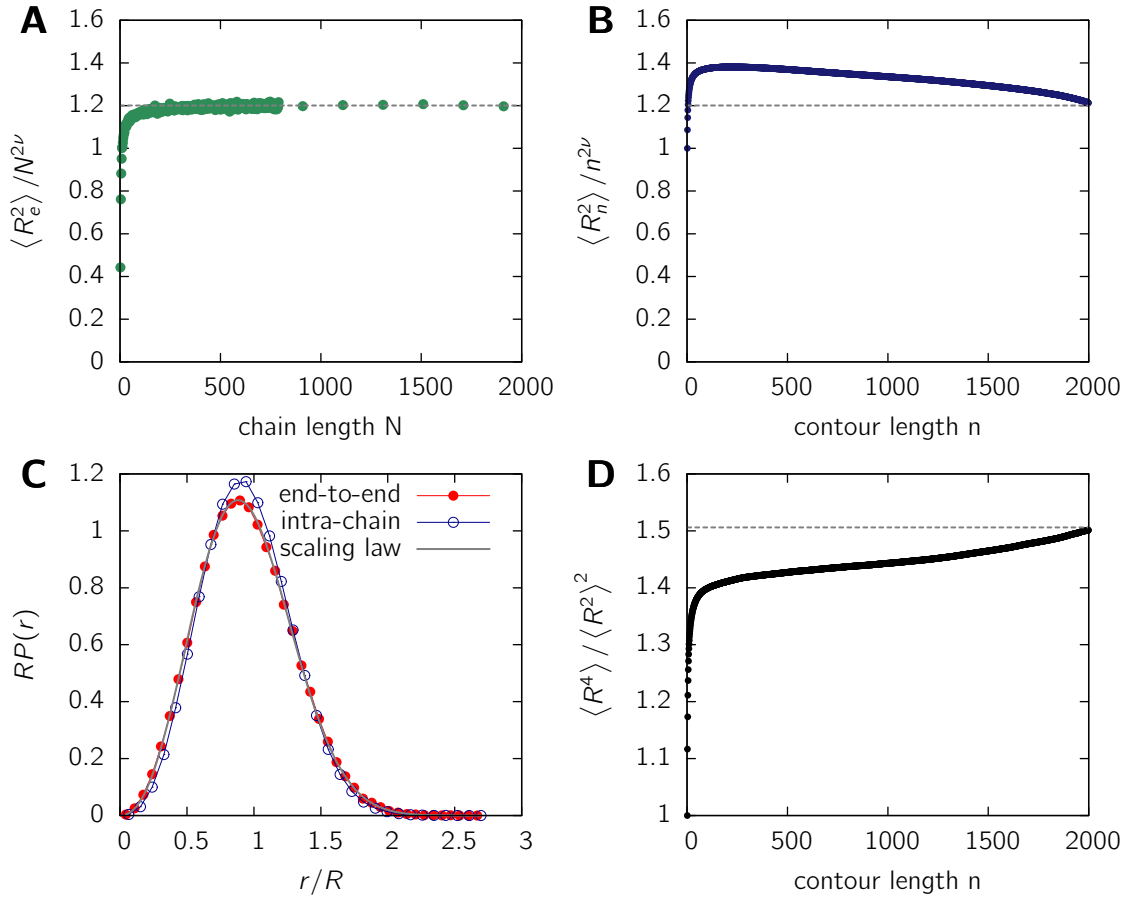 A
1.6
1.4
1.2
1
0.8
0.6
0.4
0.2
0
⟨R_e^2⟩ / N^{2ν}
0 500 1000 1500 2000
chain length N
B
1.6
1.4
1.2
1
0.8
0.6
0.4
0.2
0
⟨R_n^2⟩ / n^{2ν}
0 500 1000 1500 2000
contour length n
C
1.2
1
0.8
0.6
0.4
0.2
0
RP(r)
end-to-end
intra-chain
scaling law
0 0.5 1 1.5 2 2.5 3
r/R
D
1.6
1.5
1.4
1.3
1.2
1.1
1
⟨R^4⟩ / ⟨R^2⟩^2
0 500 1000 1500 2000
contour length n